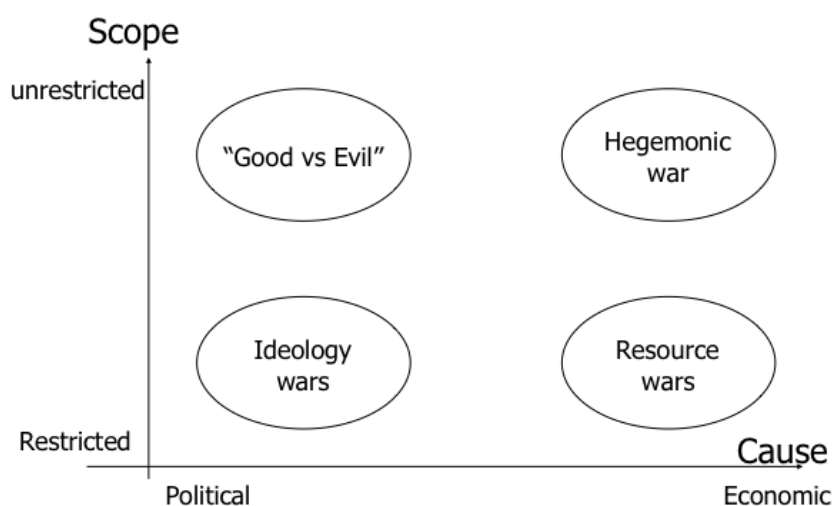 Scope
unrestricted
“Good vs Evil”
Hegemonic
war
Ideology
wars
Resource
wars
Restricted
Cause
Political
Economic